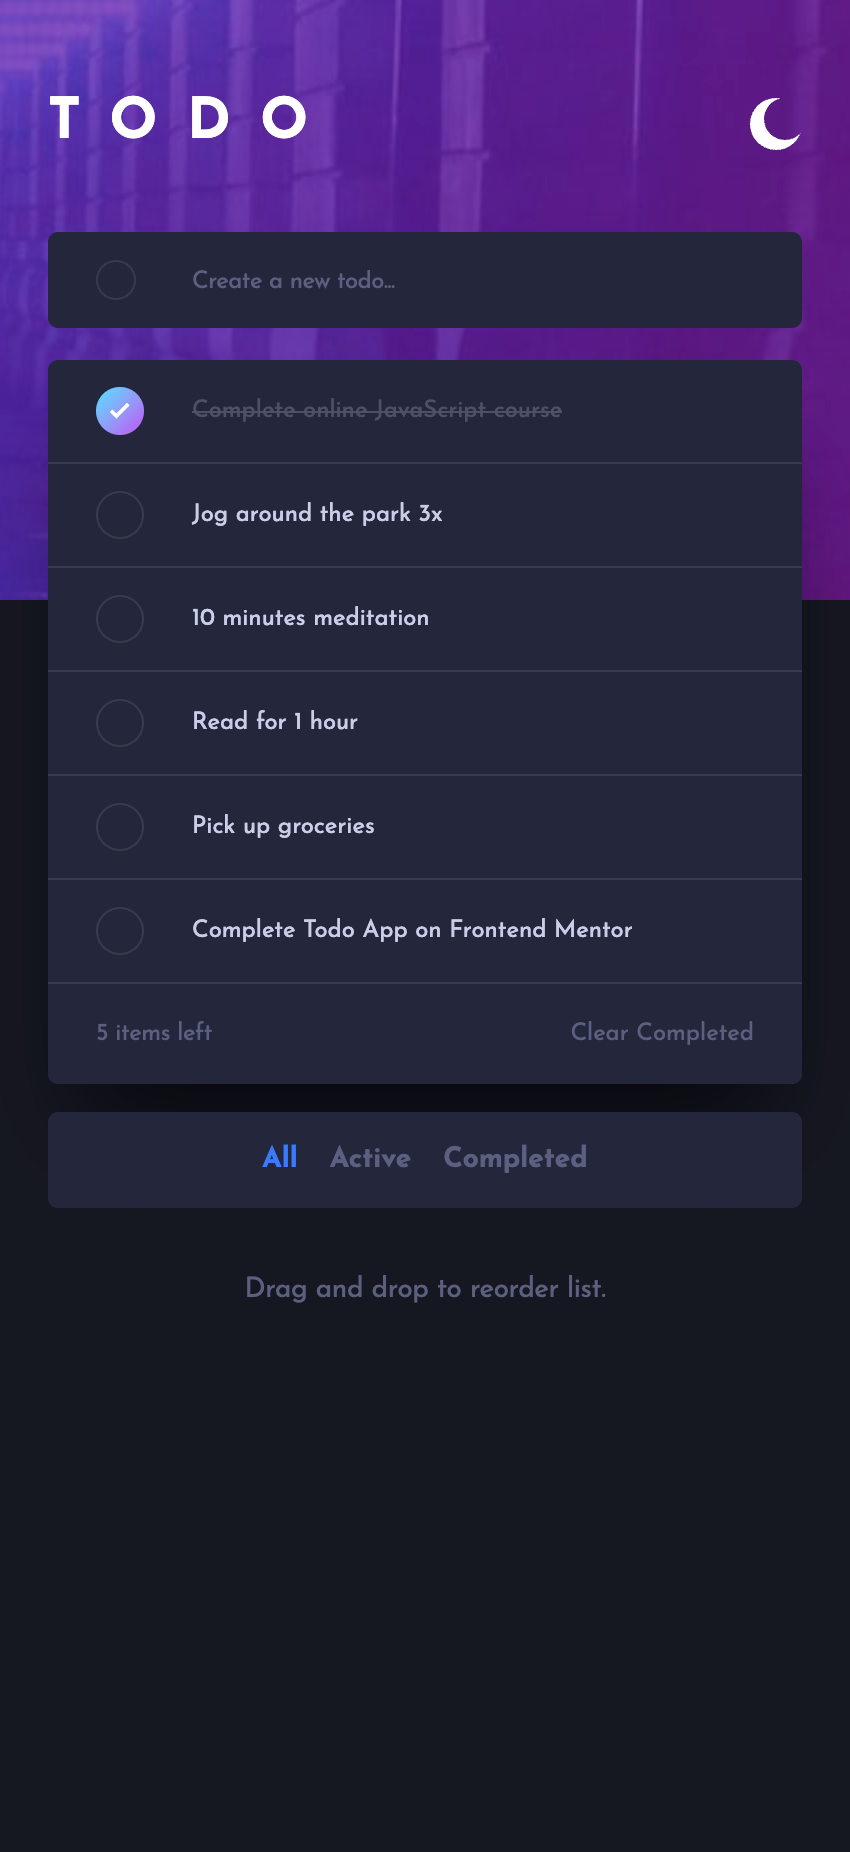 TODO
Create a new todo...
Complete online JavaScript course
Jog around the park 3x
10 minutes meditation
Read for 1 hour
Pick up groceries
Complete Todo App on Frontend Mentor
5 items left Clear Completed
All Active Completed
Drag and drop to reorder list.